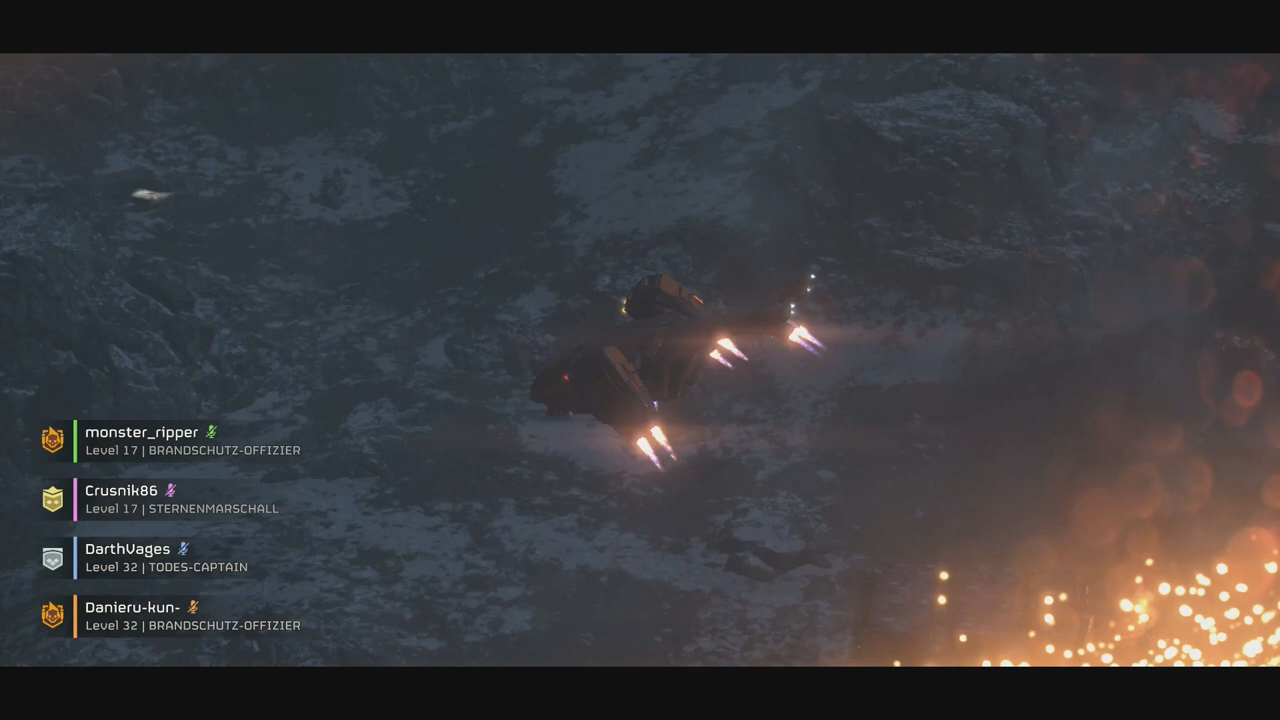 monster_ripper
Level 17 | BRANDSCHUTZ-OFFIZIER
Crusnik86
Level 17 | STERNENMARSCHALL
DarthVages
Level 32 | TODES-CAPTAIN
Danieru-kun-
Level 32 | BRANDSCHUTZ-OFFIZIER